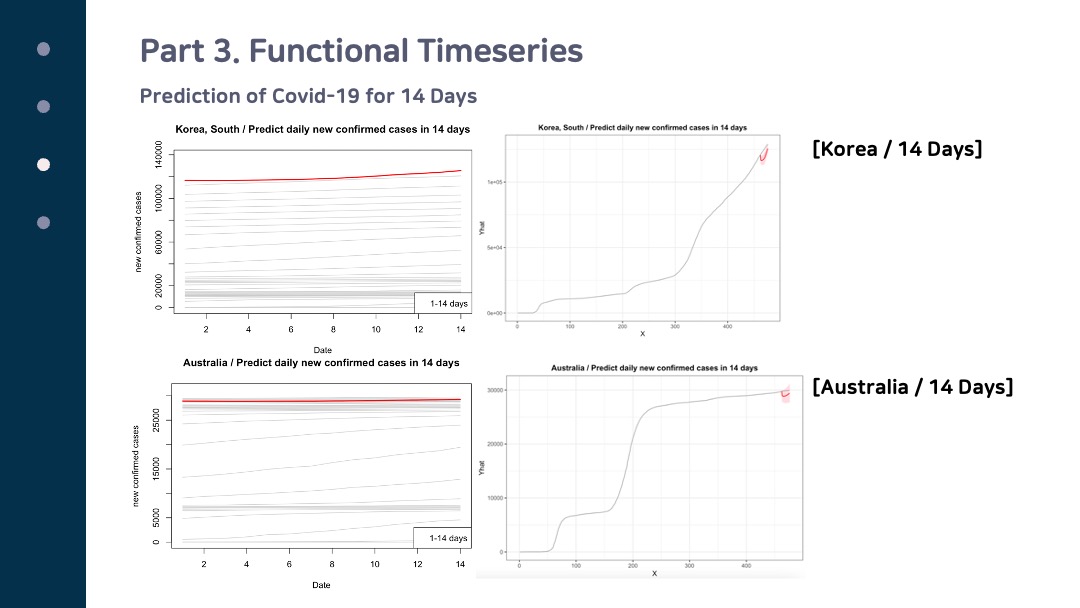 Part 3. Functional Timeseries
Prediction of Covid-19 for 14 Days
Korea, South / Predict daily new confirmed cases in 14 days
new confirmed cases
140000
100000
60000
20000
0
1-14 days
2 4 6 8 10 12 14
Date
Korea, South / Predict daily new confirmed cases in 14 days
Yhat
1e+05
5e+04
0e+00
0 100 200 300 400
X
[Korea / 14 Days]
Australia / Predict daily new confirmed cases in 14 days
new confirmed cases
25000
15000
5000
0
1-14 days
2 4 6 8 10 12 14
Date
Australia / Predict daily new confirmed cases in 14 days
Yhat
30000
20000
10000
0
0 100 200 300 400
X
[Australia / 14 Days]